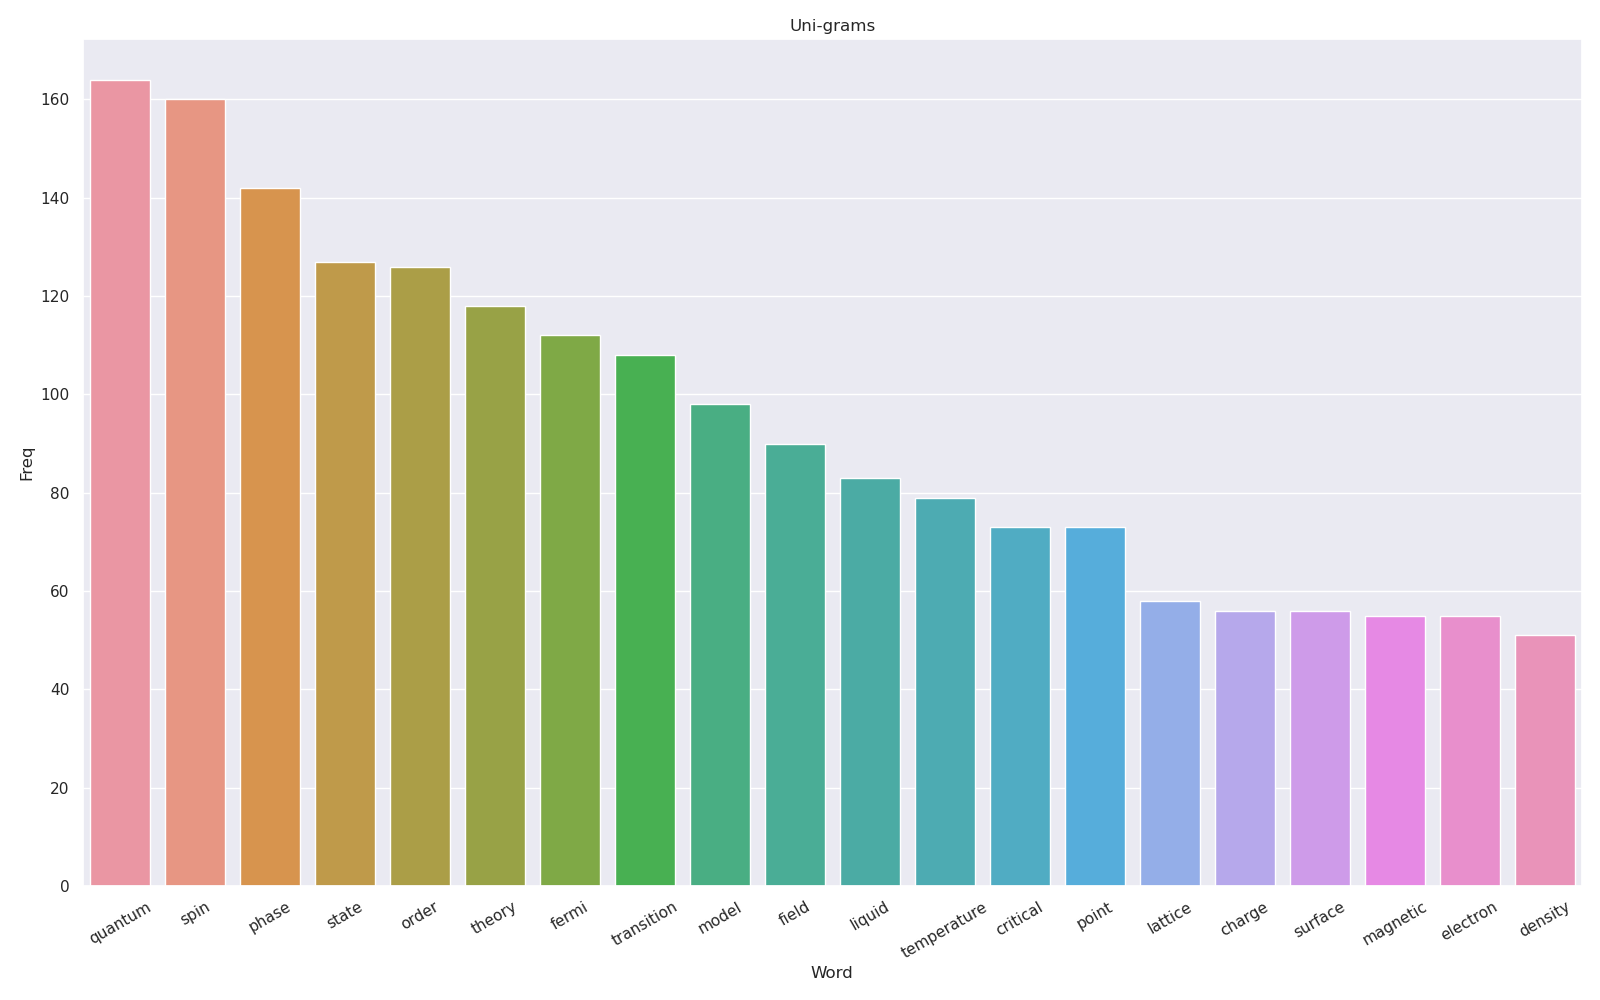 Uni-grams
160
140
120
100
80
60
40
20
0
Freq
quantum
spin
phase
state
order
theory
fermi
transition
model
field
liquid
temperature
critical
point
lattice
charge
surface
magnetic
electron
density
Word